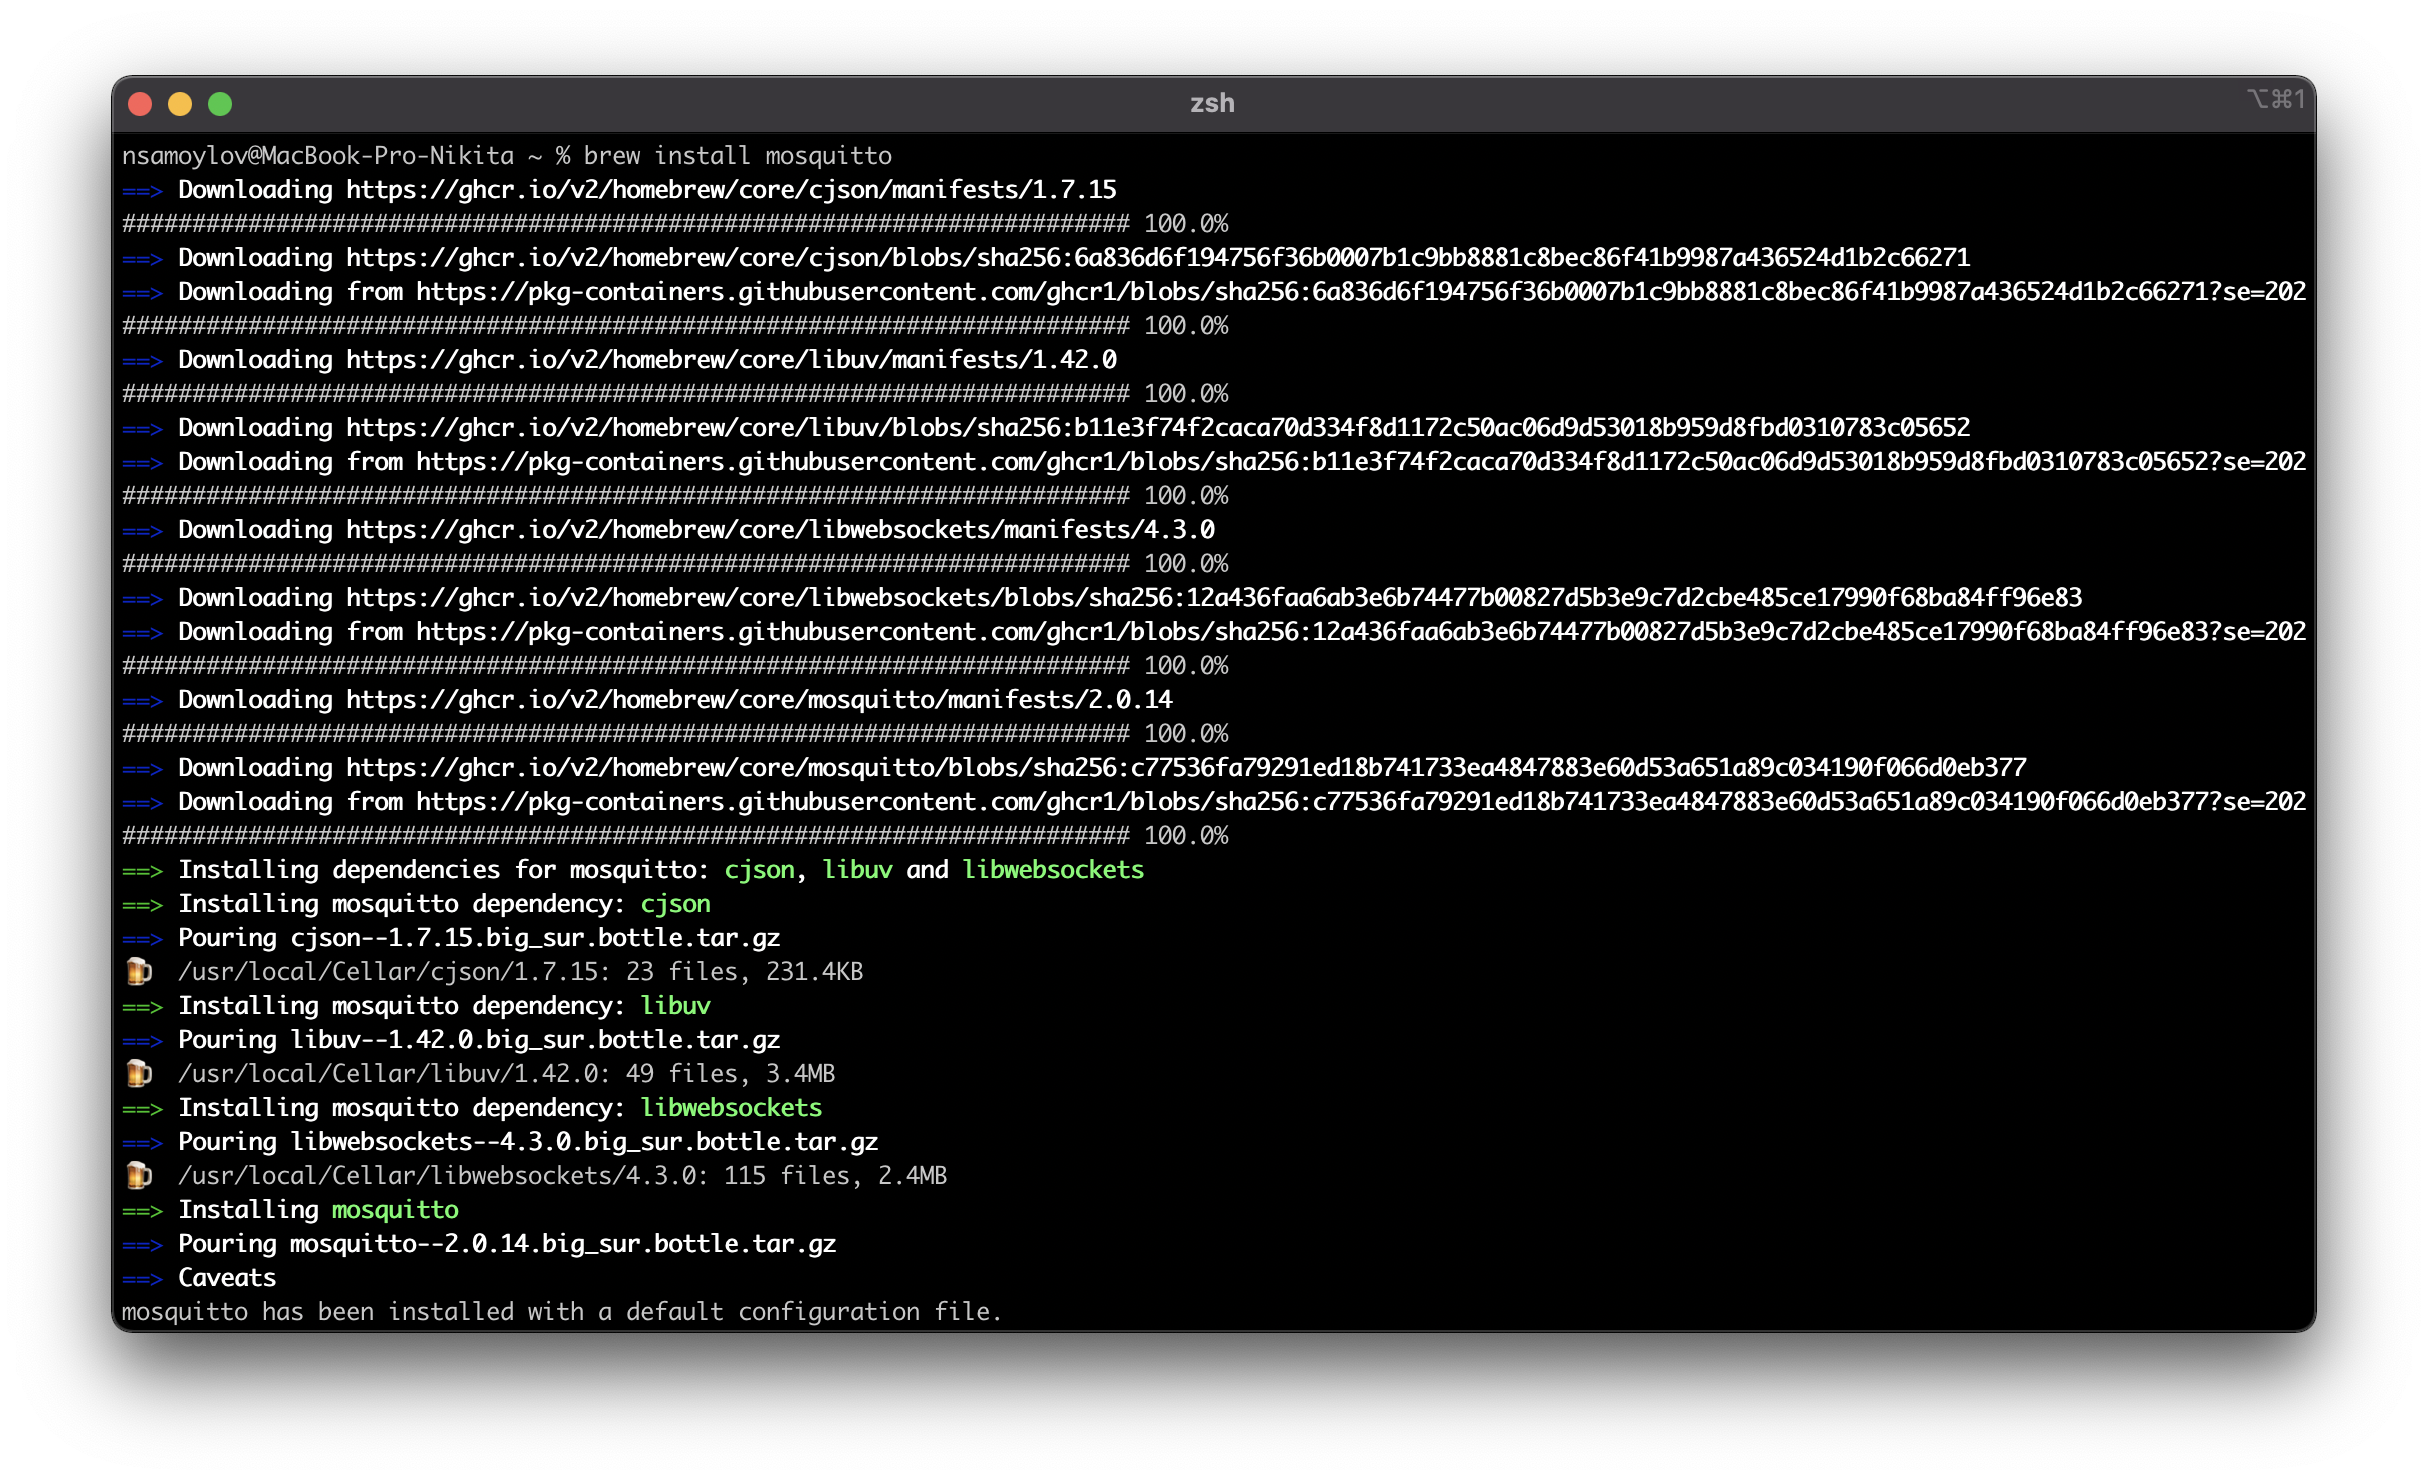 zsh
⌥⌘1
nsamoylov@MacBook-Pro-Nikita ~ % brew install mosquitto
==> Downloading https://ghcr.io/v2/homebrew/core/cjson/manifests/1.7.15
######################################################################## 100.0%
==> Downloading https://ghcr.io/v2/homebrew/core/cjson/blobs/sha256:6a836d6f194756f36b0007b1c9bb8881c8bec86f41b9987a436524d1b2c66271
==> Downloading from https://pkg-containers.githubusercontent.com/ghcr1/blobs/sha256:6a836d6f194756f36b0007b1c9bb8881c8bec86f41b9987a436524d1b2c66271?se=202
######################################################################## 100.0%
==> Downloading https://ghcr.io/v2/homebrew/core/libuv/manifests/1.42.0
######################################################################## 100.0%
==> Downloading https://ghcr.io/v2/homebrew/core/libuv/blobs/sha256:b11e3f74f2caca70d334f8d1172c50ac06d9d53018b959d8fbd0310783c05652
==> Downloading from https://pkg-containers.githubusercontent.com/ghcr1/blobs/sha256:b11e3f74f2caca70d334f8d1172c50ac06d9d53018b959d8fbd0310783c05652?se=202
######################################################################## 100.0%
==> Downloading https://ghcr.io/v2/homebrew/core/libwebsockets/manifests/4.3.0
######################################################################## 100.0%
==> Downloading https://ghcr.io/v2/homebrew/core/libwebsockets/blobs/sha256:12a436faa6ab3e6b74477b00827d5b3e9c7d2cbe485ce17990f68ba84ff96e83
==> Downloading from https://pkg-containers.githubusercontent.com/ghcr1/blobs/sha256:12a436faa6ab3e6b74477b00827d5b3e9c7d2cbe485ce17990f68ba84ff96e83?se=202
######################################################################## 100.0%
==> Downloading https://ghcr.io/v2/homebrew/core/mosquitto/manifests/2.0.14
######################################################################## 100.0%
==> Downloading https://ghcr.io/v2/homebrew/core/mosquitto/blobs/sha256:c77536fa79291ed18b741733ea4847883e60d53a651a89c034190f066d0eb377
==> Downloading from https://pkg-containers.githubusercontent.com/ghcr1/blobs/sha256:c77536fa79291ed18b741733ea4847883e60d53a651a89c034190f066d0eb377?se=202
######################################################################## 100.0%
==> Installing dependencies for mosquitto: cjson, libuv and libwebsockets
==> Installing mosquitto dependency: cjson
==> Pouring cjson--1.7.15.big_sur.bottle.tar.gz
🍺 /usr/local/Cellar/cjson/1.7.15: 23 files, 231.4KB
==> Installing mosquitto dependency: libuv
==> Pouring libuv--1.42.0.big_sur.bottle.tar.gz
🍺 /usr/local/Cellar/libuv/1.42.0: 49 files, 3.4MB
==> Installing mosquitto dependency: libwebsockets
==> Pouring libwebsockets--4.3.0.big_sur.bottle.tar.gz
🍺 /usr/local/Cellar/libwebsockets/4.3.0: 115 files, 2.4MB
==> Installing mosquitto
==> Pouring mosquitto--2.0.14.big_sur.bottle.tar.gz
==> Caveats
mosquitto has been installed with a default configuration file.